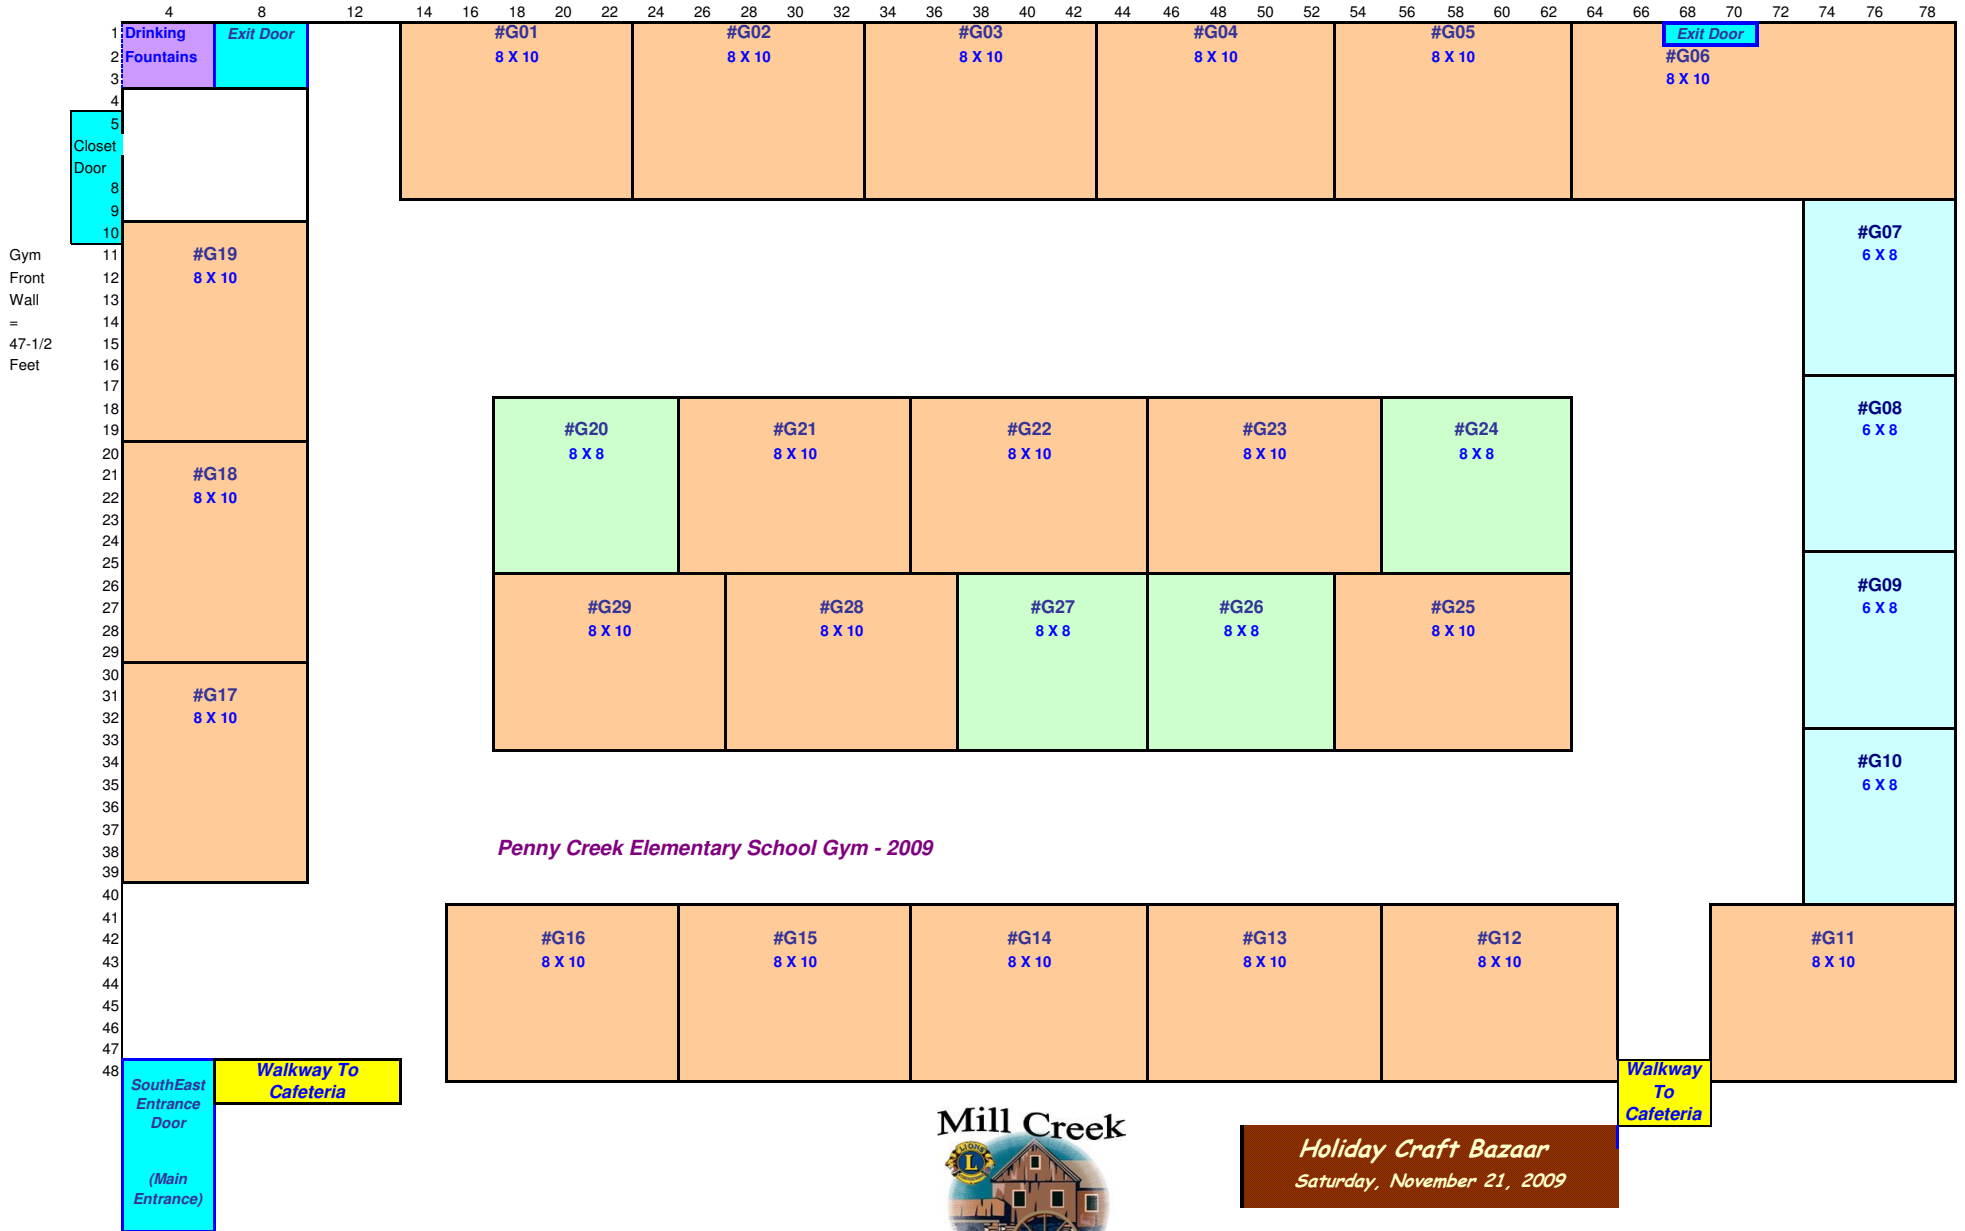 4 8 12 14 16 18 20 22 24 26 28 30 32 34 36 38 40 42 44 46 48 50 52 54 56 58 60 62 64 66 68 70 72 74 76 78
1 Drinking Exit Door #G01 #G02 #G03 #G04 #G05 Exit Door
2 Fountains 8 X 10 8 X 10 8 X 10 8 X 10 8 X 10 #G06
3 8 X 10
4
5
Closet
Door
8
9
10 #G07
Gym 11 #G19 6 X 8
Front 12 8 X 10
Wall 13
= 14
47-1/2 15
Feet 16
17
18 #G08
19 #G20 #G21 #G22 #G23 #G24 6 X 8
20 8 X 8 8 X 10 8 X 10 8 X 10 8 X 8
21 #G18
22 8 X 10
23
24
25
26 #G09
27 #G29 #G28 #G27 #G26 #G25 6 X 8
28 8 X 10 8 X 10 8 X 8 8 X 8 8 X 10
29
30
31 #G17
32 8 X 10
33
34 #G10
35 6 X 8
36
37
38 Penny Creek Elementary School Gym - 2009
39
40
41
42 #G16 #G15 #G14 #G13 #G12 #G11
43 8 X 10 8 X 10 8 X 10 8 X 10 8 X 10 8 X 10
44
45
46
47
48 Walkway To Walkway
Cafeteria To
Cafeteria
SouthEast
Entrance
Door
(Main
Entrance)
Mill Creek
LIONS
L
Holiday Craft Bazaar
Saturday, November 21, 2009